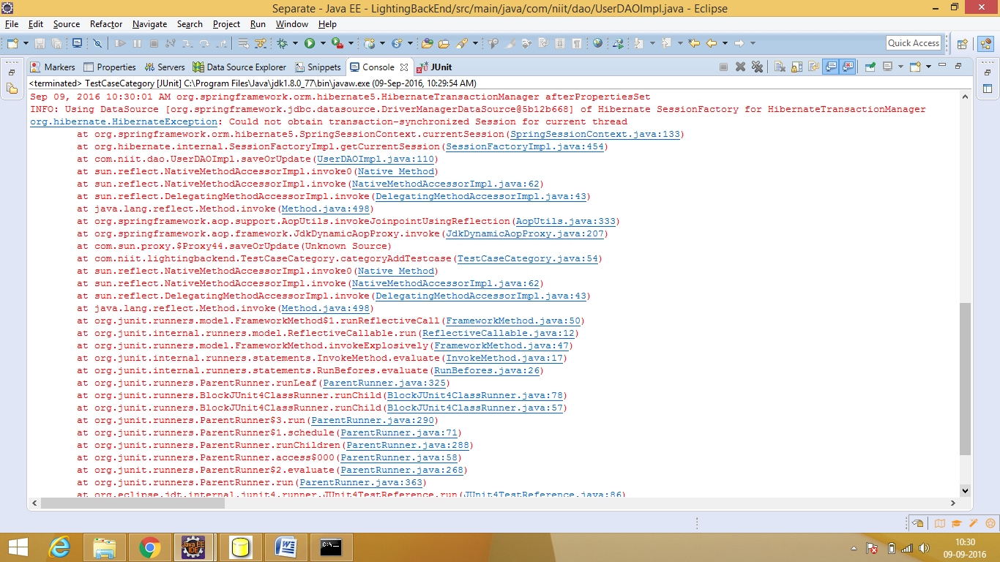 Separate - Java EE - LightingBackEnd/src/main/java/com/niit/dao/UserDAOImpl.java - Eclipse
File Edit Source Refactor Navigate Search Project Run Window Help
Quick Access
Markers Properties Servers Data Source Explorer Snippets Console JUnit
<terminated> TestCaseCategory [JUnit] C:\Program Files\Java\jdk1.8.0_77\bin\javaw.exe (09-Sep-2016, 10:29:54 AM)
Sep 09, 2016 10:30:01 AM org.springframework.orm.hibernate5.HibernateTransactionManager afterPropertiesSet
INFO: Using DataSource [org.springframework.jdbc.datasource.DriverManagerDataSource@5b12b668] of Hibernate SessionFactory for HibernateTransactionManager
org.hibernate.HibernateException: Could not obtain transaction-synchronized Session for current thread
at org.springframework.orm.hibernate5.SpringSessionContext.currentSession(SpringSessionContext.java:133)
at org.hibernate.internal.SessionFactoryImpl.getCurrentSession(SessionFactoryImpl.java:454)
at com.niit.dao.UserDAOImpl.saveOrUpdate(UserDAOImpl.java:110)
at sun.reflect.NativeMethodAccessorImpl.invoke0(Native Method)
at sun.reflect.NativeMethodAccessorImpl.invoke(NativeMethodAccessorImpl.java:62)
at sun.reflect.DelegatingMethodAccessorImpl.invoke(DelegatingMethodAccessorImpl.java:43)
at java.lang.reflect.Method.invoke(Method.java:498)
at org.springframework.aop.support.AopUtils.invokeJoinpointUsingReflection(AopUtils.java:333)
at org.springframework.aop.framework.JdkDynamicAopProxy.invoke(JdkDynamicAopProxy.java:207)
at com.sun.proxy.$Proxy44.saveOrUpdate(Unknown Source)
at com.niit.lightingbackend.TestCaseCategory.categoryAddTestcase(TestCaseCategory.java:54)
at sun.reflect.NativeMethodAccessorImpl.invoke0(Native Method)
at sun.reflect.NativeMethodAccessorImpl.invoke(NativeMethodAccessorImpl.java:62)
at sun.reflect.DelegatingMethodAccessorImpl.invoke(DelegatingMethodAccessorImpl.java:43)
at java.lang.reflect.Method.invoke(Method.java:498)
at org.junit.runners.model.FrameworkMethod$1.runReflectiveCall(FrameworkMethod.java:50)
at org.junit.internal.runners.model.ReflectiveCallable.run(ReflectiveCallable.java:12)
at org.junit.runners.model.FrameworkMethod.invokeExplosively(FrameworkMethod.java:47)
at org.junit.internal.runners.statements.InvokeMethod.evaluate(InvokeMethod.java:17)
at org.junit.internal.runners.statements.RunBefores.evaluate(RunBefores.java:26)
at org.junit.runners.ParentRunner.runLeaf(ParentRunner.java:325)
at org.junit.runners.BlockJUnit4ClassRunner.runChild(BlockJUnit4ClassRunner.java:78)
at org.junit.runners.BlockJUnit4ClassRunner.runChild(BlockJUnit4ClassRunner.java:57)
at org.junit.runners.ParentRunner$3.run(ParentRunner.java:290)
at org.junit.runners.ParentRunner$1.schedule(ParentRunner.java:71)
at org.junit.runners.ParentRunner.runChildren(ParentRunner.java:288)
at org.junit.runners.ParentRunner.access$000(ParentRunner.java:58)
at org.junit.runners.ParentRunner$2.evaluate(ParentRunner.java:268)
at org.junit.runners.ParentRunner.run(ParentRunner.java:363)
at org.eclipse.jdt.internal.junit4.runner.JUnit4TestReference.run(JUnit4TestReference.java:86)
Java EE
IDE
10:30
09-09-2016